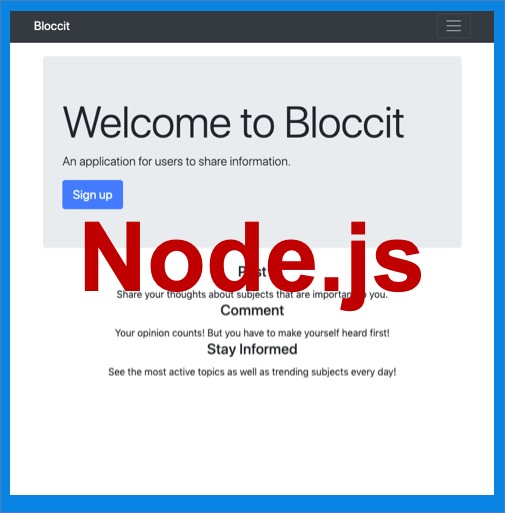 Bloccit
Welcome to Bloccit
An application for users to share information.
Sign up
Node.js
Post
Share your thoughts about subjects that are important to you.
Comment
Your opinion counts! But you have to make yourself heard first!
Stay Informed
See the most active topics as well as trending subjects every day!